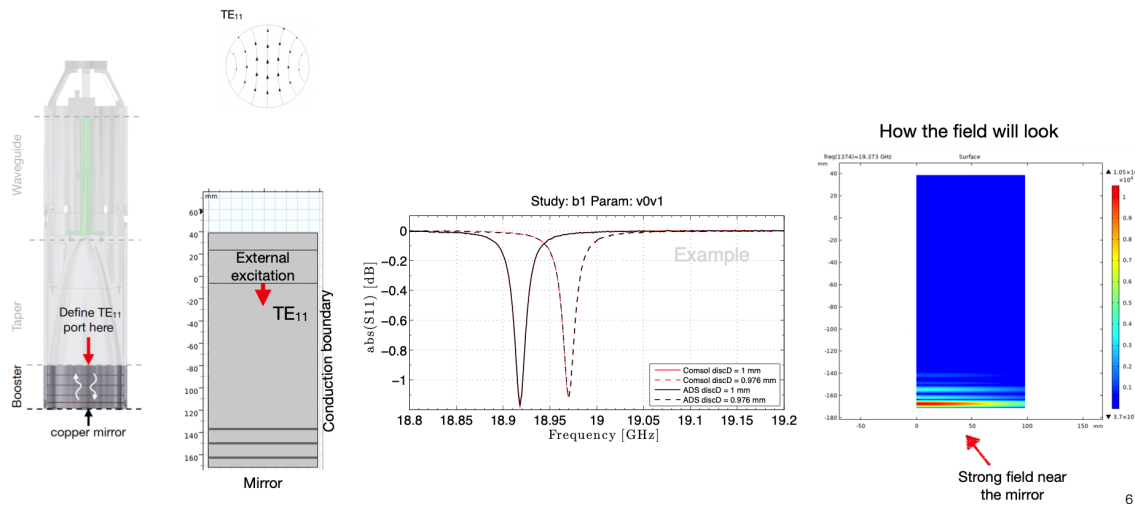 TE11
Waveguide
Taper
Booster
Define TE11
port here
copper mirror
mm
60
40
20
0
20
40
60
80
100
120
140
160
External
excitation
TE11
Conduction boundary
Mirror
Study: b1 Param: v0v1
Example
abs(S11) [dB]
0
−0.2
−0.4
−0.6
−0.8
−1
Comsol discD = 1 mm
Comsol discD = 0.976 mm
ADS discD = 1 mm
ADS discD = 0.976 mm
18.8 18.85 18.9 18.95 19 19.05 19.1 19.15 19.2
Frequency [GHz]
How the field will look
freq(1374)=19.373 GHz Surface
mm
60
40
20
0
-20
-40
-60
-80
-100
-120
-140
-160
-180
-50 0 50 100 150 mm
▲ 1.05×
×10⁴
1
0.9
0.8
0.7
0.6
0.5
0.4
0.3
0.2
0.1
▼ 3.7×10
Strong field near
the mirror
6